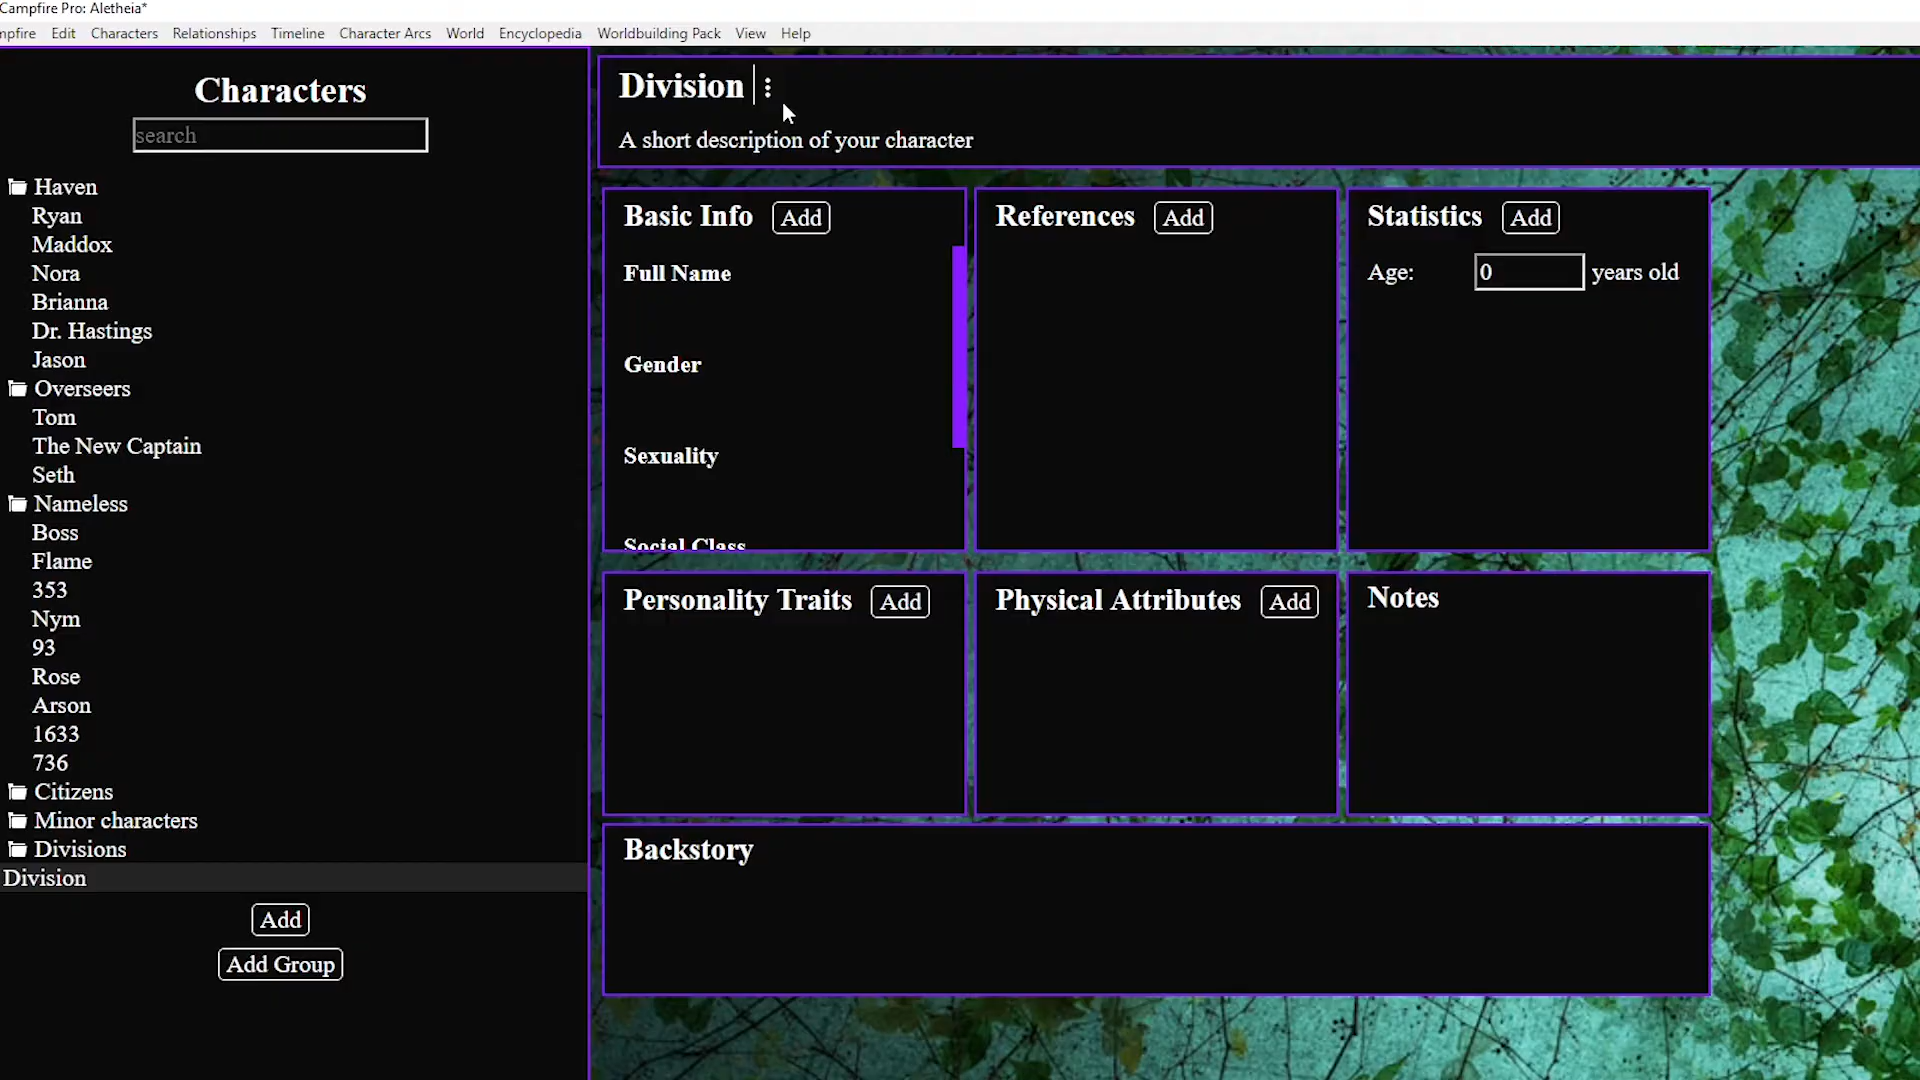 Campfire Pro: Aletheia*
mpfire Edit Characters Relationships Timeline Character Arcs World Encyclopedia Worldbuilding Pack View Help
Characters
search
Haven
Ryan
Maddox
Nora
Brianna
Dr. Hastings
Jason
Overseers
Tom
The New Captain
Seth
Nameless
Boss
Flame
353
Nym
93
Rose
Arson
1633
736
Citizens
Minor characters
Divisions
Division
Add
Add Group
Division
A short description of your character
Basic Info Add
Full Name
Gender
Sexuality
Social Class
References Add
Statistics Add
Age: 0 years old
Personality Traits Add
Physical Attributes Add
Notes
Backstory